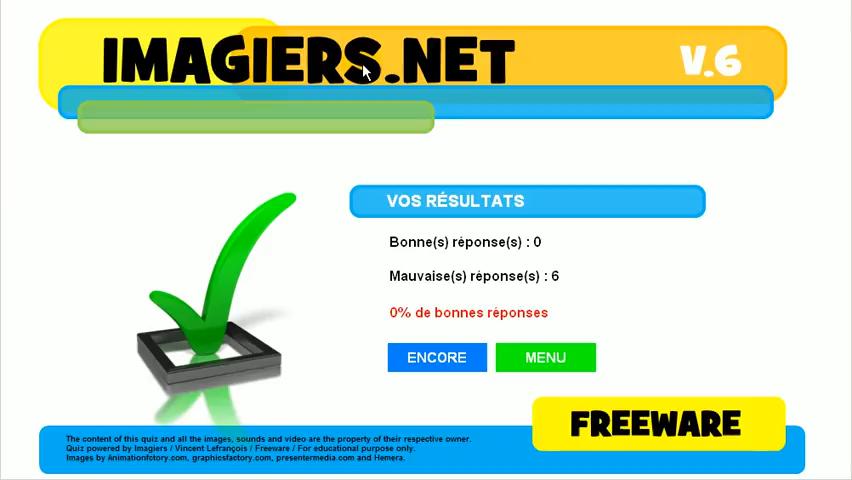 IMAGIERS.NET
V.6
VOS RÉSULTATS
Bonne(s) réponse(s) : 0
Mauvaise(s) réponse(s) : 6
0% de bonnes réponses
ENCORE
MENU
FREEWARE
The content of this quiz and all the images, sounds and video are the property of their respective owner.
Quiz powered by Imagiers / Vincent Lefrançois / Freeware / For educational purpose only.
Images by Animationfctory.com, graphicsfactory.com, presentermedia.com and Hemera.